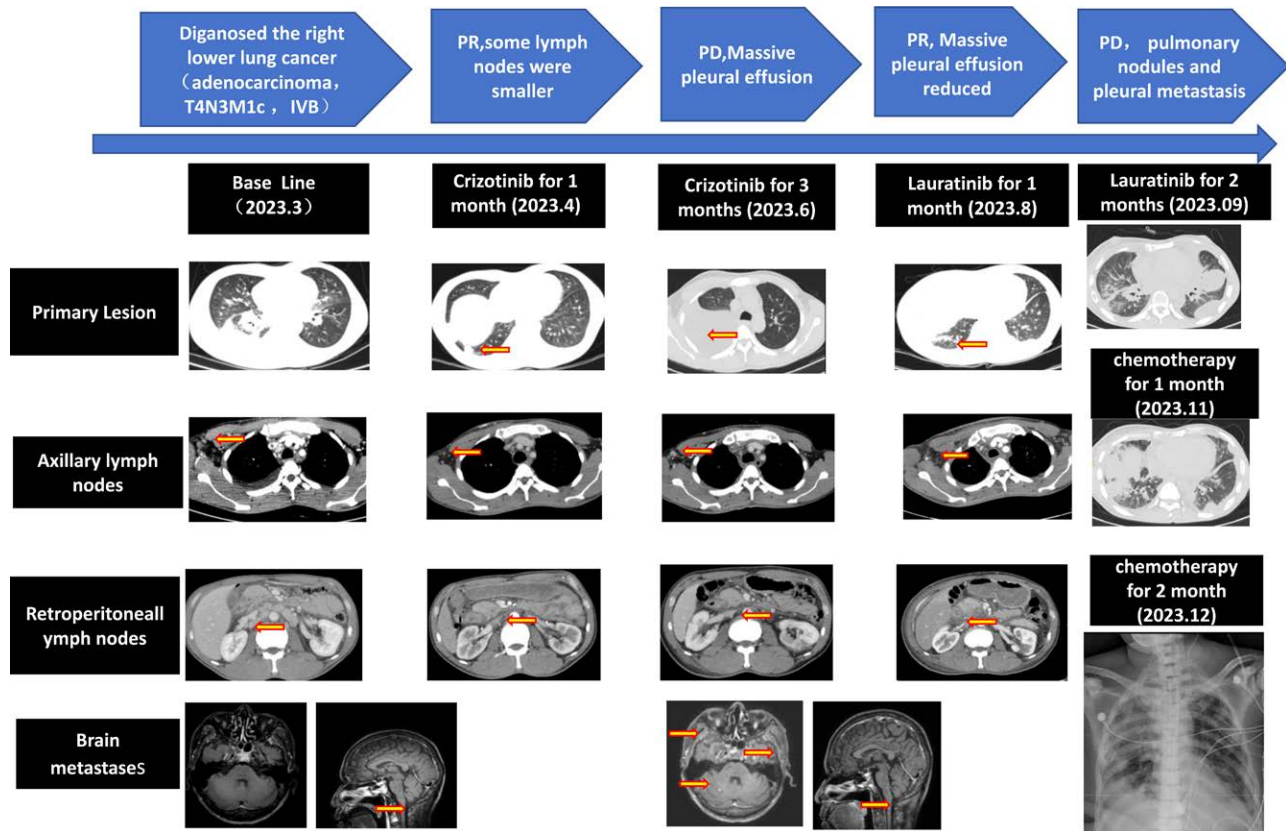 Diganosed the right
lower lung cancer
（adenocarcinoma，
T4N3M1c ，IVB）
PR,some lymph
nodes were
smaller
PD,Massive
pleural effusion
PR, Massive
pleural effusion
reduced
PD， pulmonary
nodules and
pleural metastasis
Base Line
（2023.3）
Crizotinib for 1
month (2023.4)
Crizotinib for 3
months (2023.6)
Lauratinib for 1
month (2023.8)
Lauratinib for 2
months (2023.09)
Primary Lesion
chemotherapy
for 1 month
(2023.11)
Axillary lymph
nodes
chemotherapy
for 2 month
(2023.12)
Retroperitoneall
ymph nodes
Brain
metastases